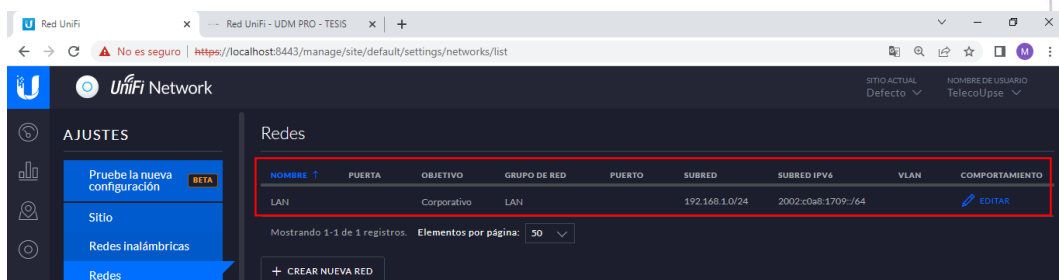 Red UniFi
Red UniFi - UDM PRO - TESIS
No es seguro | https://localhost:8443/manage/site/default/settings/networks/list
M
UniFi Network
SITIO ACTUAL
Defecto
NOMBRE DE USUARIO
TelecoUpse
AJUSTES
Pruebe la nueva
configuración
BETA
Sitio
Redes inalámbricas
Redes
Redes
NOMBRE ↑ PUERTA OBJETIVO GRUPO DE RED PUERTO SUBRED SUBRED IPV6 VLAN COMPORTAMIENTO
LAN Corporativo LAN 192.168.1.0/24 2002:c0a8:1709::/64 EDITAR
Mostrando 1-1 de 1 registros. Elementos por página: 50
+ CREAR NUEVA RED